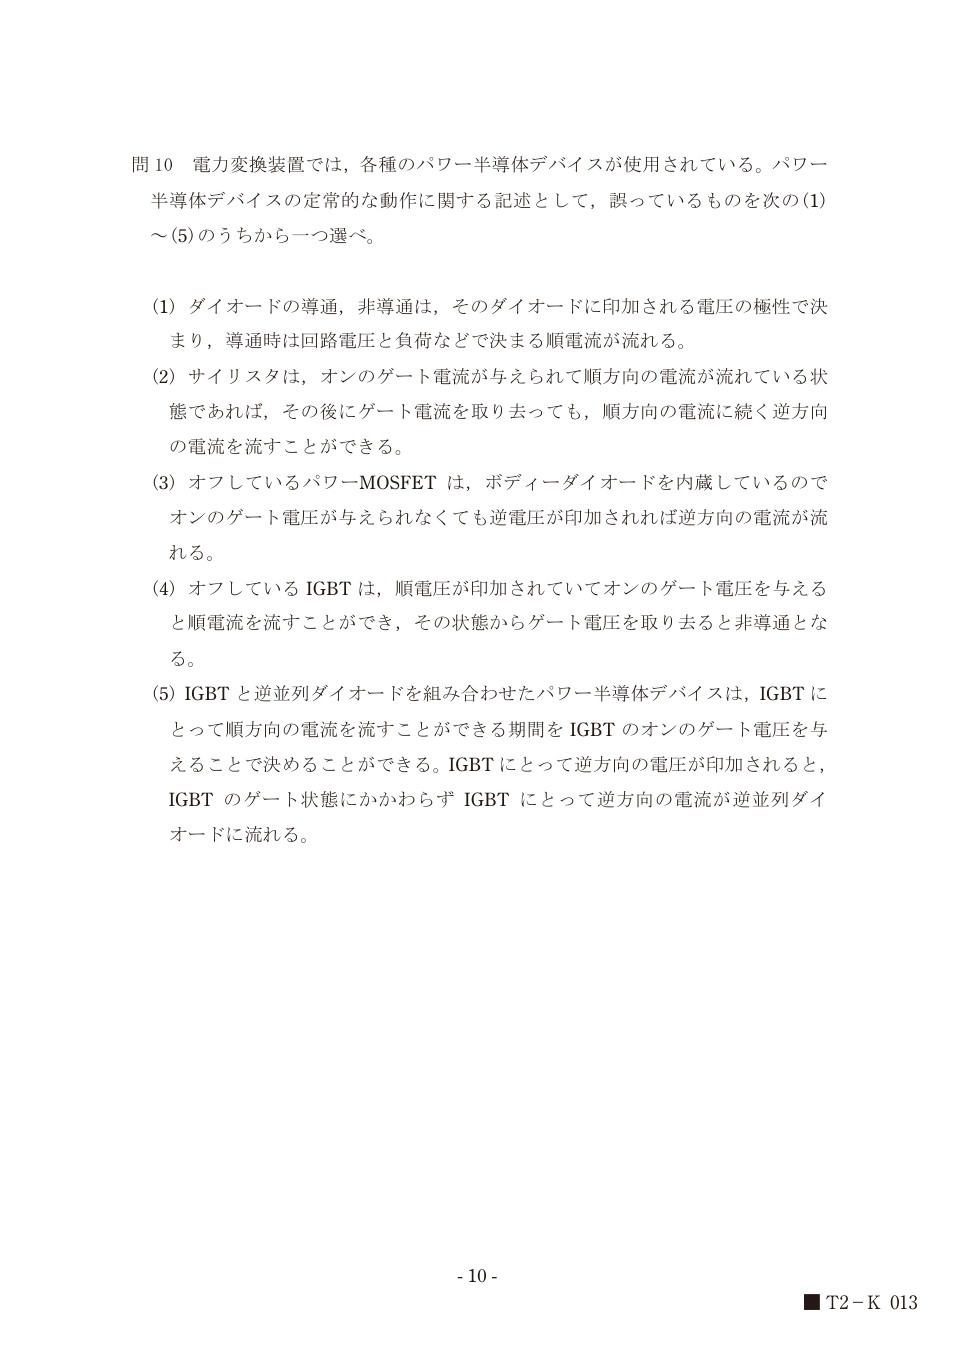 問 10　電力変換装置では，各種のパワー半導体デバイスが使用されている。パワー
半導体デバイスの定常的な動作に関する記述として，誤っているものを次の(1)
～(5)のうちから一つ選べ。
(1) ダイオードの導通，非導通は，そのダイオードに印加される電圧の極性で決
まり，導通時は回路電圧と負荷などで決まる順電流が流れる。
(2) サイリスタは，オンのゲート電流が与えられて順方向の電流が流れている状
態であれば，その後にゲート電流を取り去っても，順方向の電流に続く逆方向
の電流を流すことができる。
(3) オフしているパワーMOSFET は，ボディーダイオードを内蔵しているので
オンのゲート電圧が与えられなくても逆電圧が印加されれば逆方向の電流が流
れる。
(4) オフしている IGBT は，順電圧が印加されていてオンのゲート電圧を与える
と順電流を流すことができ，その状態からゲート電圧を取り去ると非導通とな
る。
(5) IGBT と逆並列ダイオードを組み合わせたパワー半導体デバイスは，IGBT に
とって順方向の電流を流すことができる期間を IGBT のオンのゲート電圧を与
えることで決めることができる。IGBT にとって逆方向の電圧が印加されると，
IGBT のゲート状態にかかわらず IGBT にとって逆方向の電流が逆並列ダイ
オードに流れる。
- 10 -
■ T2－K 013